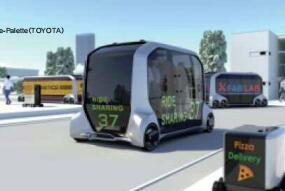 e-Palette(TOYOTA)
RIDE
SHARING
37
RIDE
SHARING 37
X FAB LAB
Pizza
Delivery